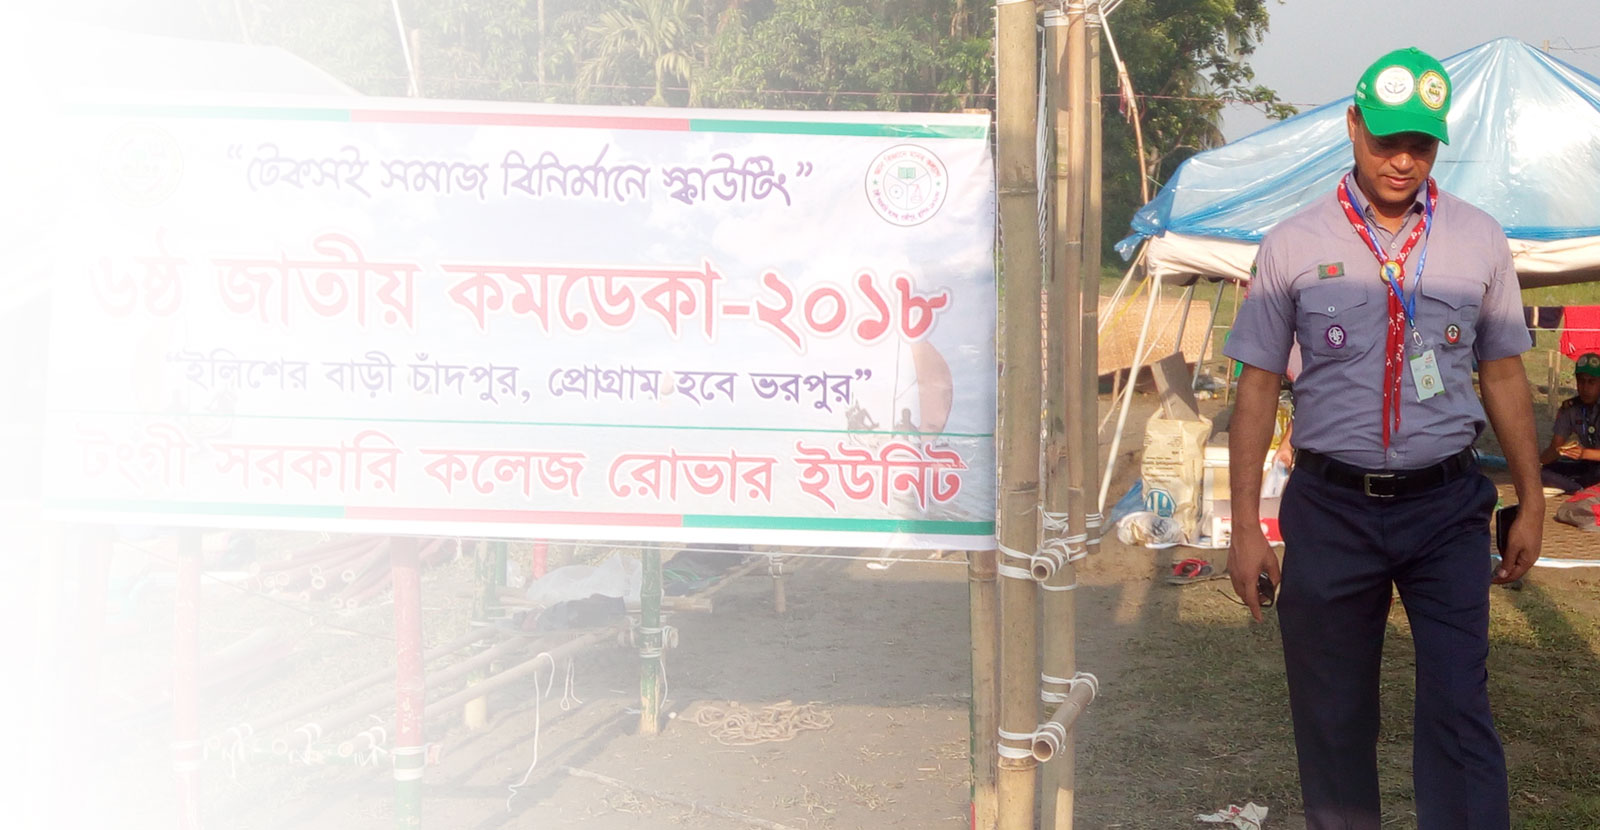 “টেকসই সমাজ বিনির্মানে স্কাউটিং”
৬ষ্ঠ জাতীয় কমডেকা-২০১৮
“ইলিশের বাড়ী চাঁদপুর, প্রোগ্রাম হবে ভরপুর”
টংগী সরকারি কলেজ রোভার ইউনিট